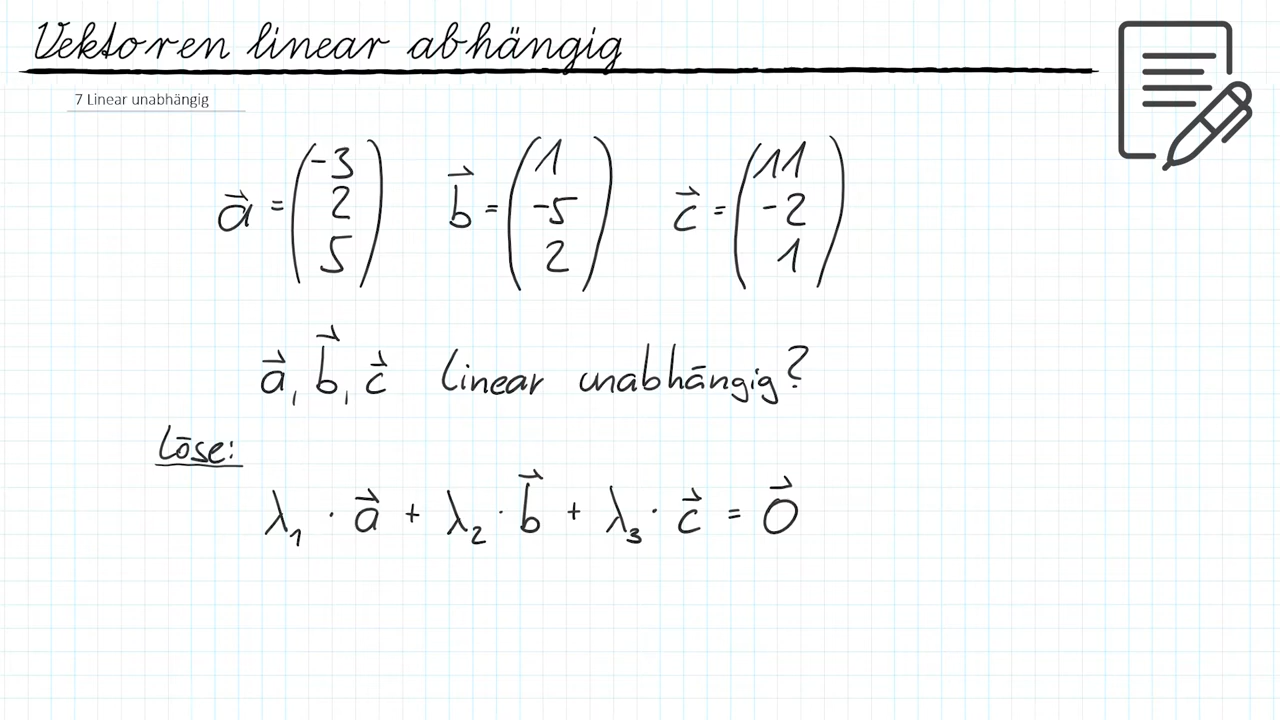 Vektoren linear abhängig
7 Linear unabhängig
a⃗ = (-3 2 5) b⃗ = (1 -5 2) c⃗ = (11 -2 1)
a⃗, b⃗, c⃗ linear unabhängig?
Löse:
λ₁ · a⃗ + λ₂ · b⃗ + λ₃ · c⃗ = 0⃗